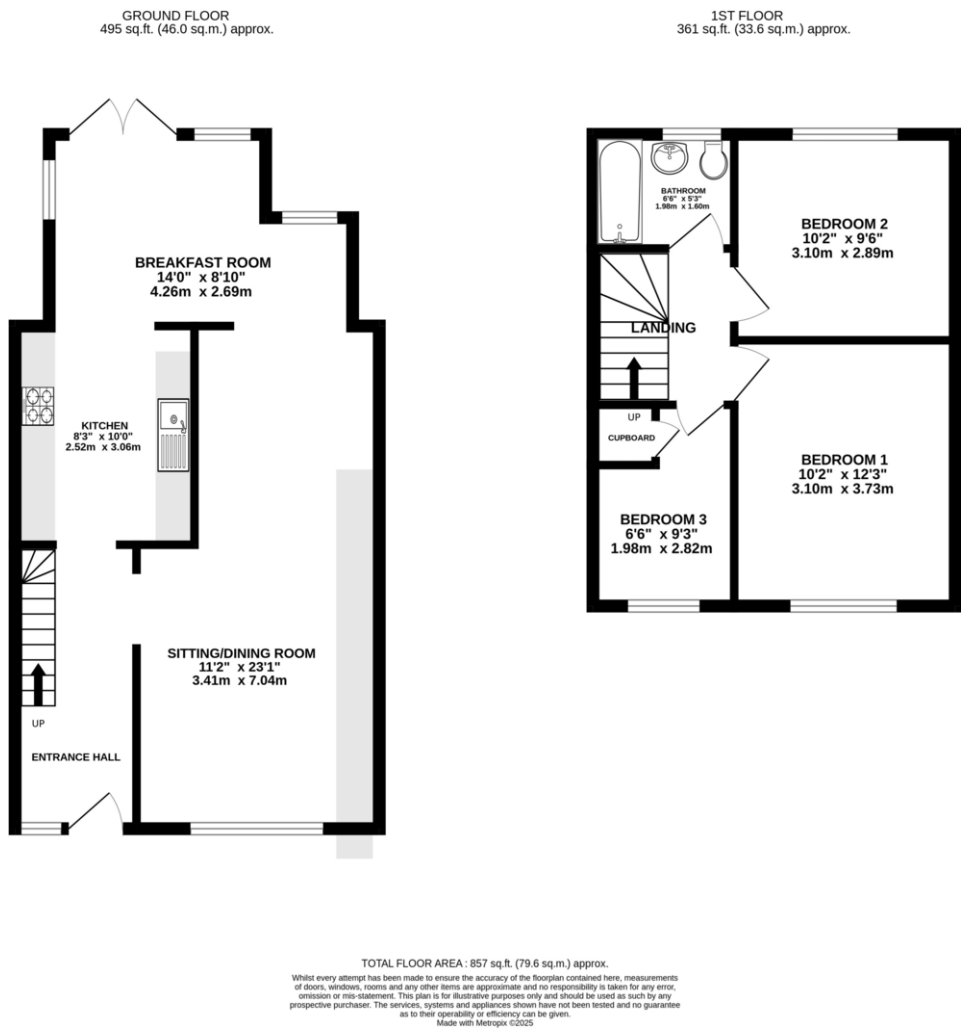 GROUND FLOOR
495 sq.ft. (46.0 sq.m.) approx.
BREAKFAST ROOM
14'0" x 8'10"
4.26m x 2.69m
KITCHEN
8'3" x 10'0"
2.52m x 3.06m
SITTING/DINING ROOM
11'2" x 23'1"
3.41m x 7.04m
UP
ENTRANCE HALL
1ST FLOOR
361 sq.ft. (33.6 sq.m.) approx.
BATHROOM
6'6" x 5'3"
1.98m x 1.60m
BEDROOM 2
10'2" x 9'6"
3.10m x 2.89m
LANDING
UP
CUPBOARD
BEDROOM 1
10'2" x 12'3"
3.10m x 3.73m
BEDROOM 3
6'6" x 9'3"
1.98m x 2.82m
TOTAL FLOOR AREA : 857 sq.ft. (79.6 sq.m.) approx.
Whilst every attempt has been made to ensure the accuracy of the floorplan contained here, measurements
of doors, windows, rooms and any other items are approximate and no responsibility is taken for any error,
omission or mis-statement. This plan is for illustrative purposes only and should be used as such by any
prospective purchaser. The services, systems and appliances shown have not been tested and no guarantee
as to their operability or efficiency can be given.
Made with Metropix ©2025